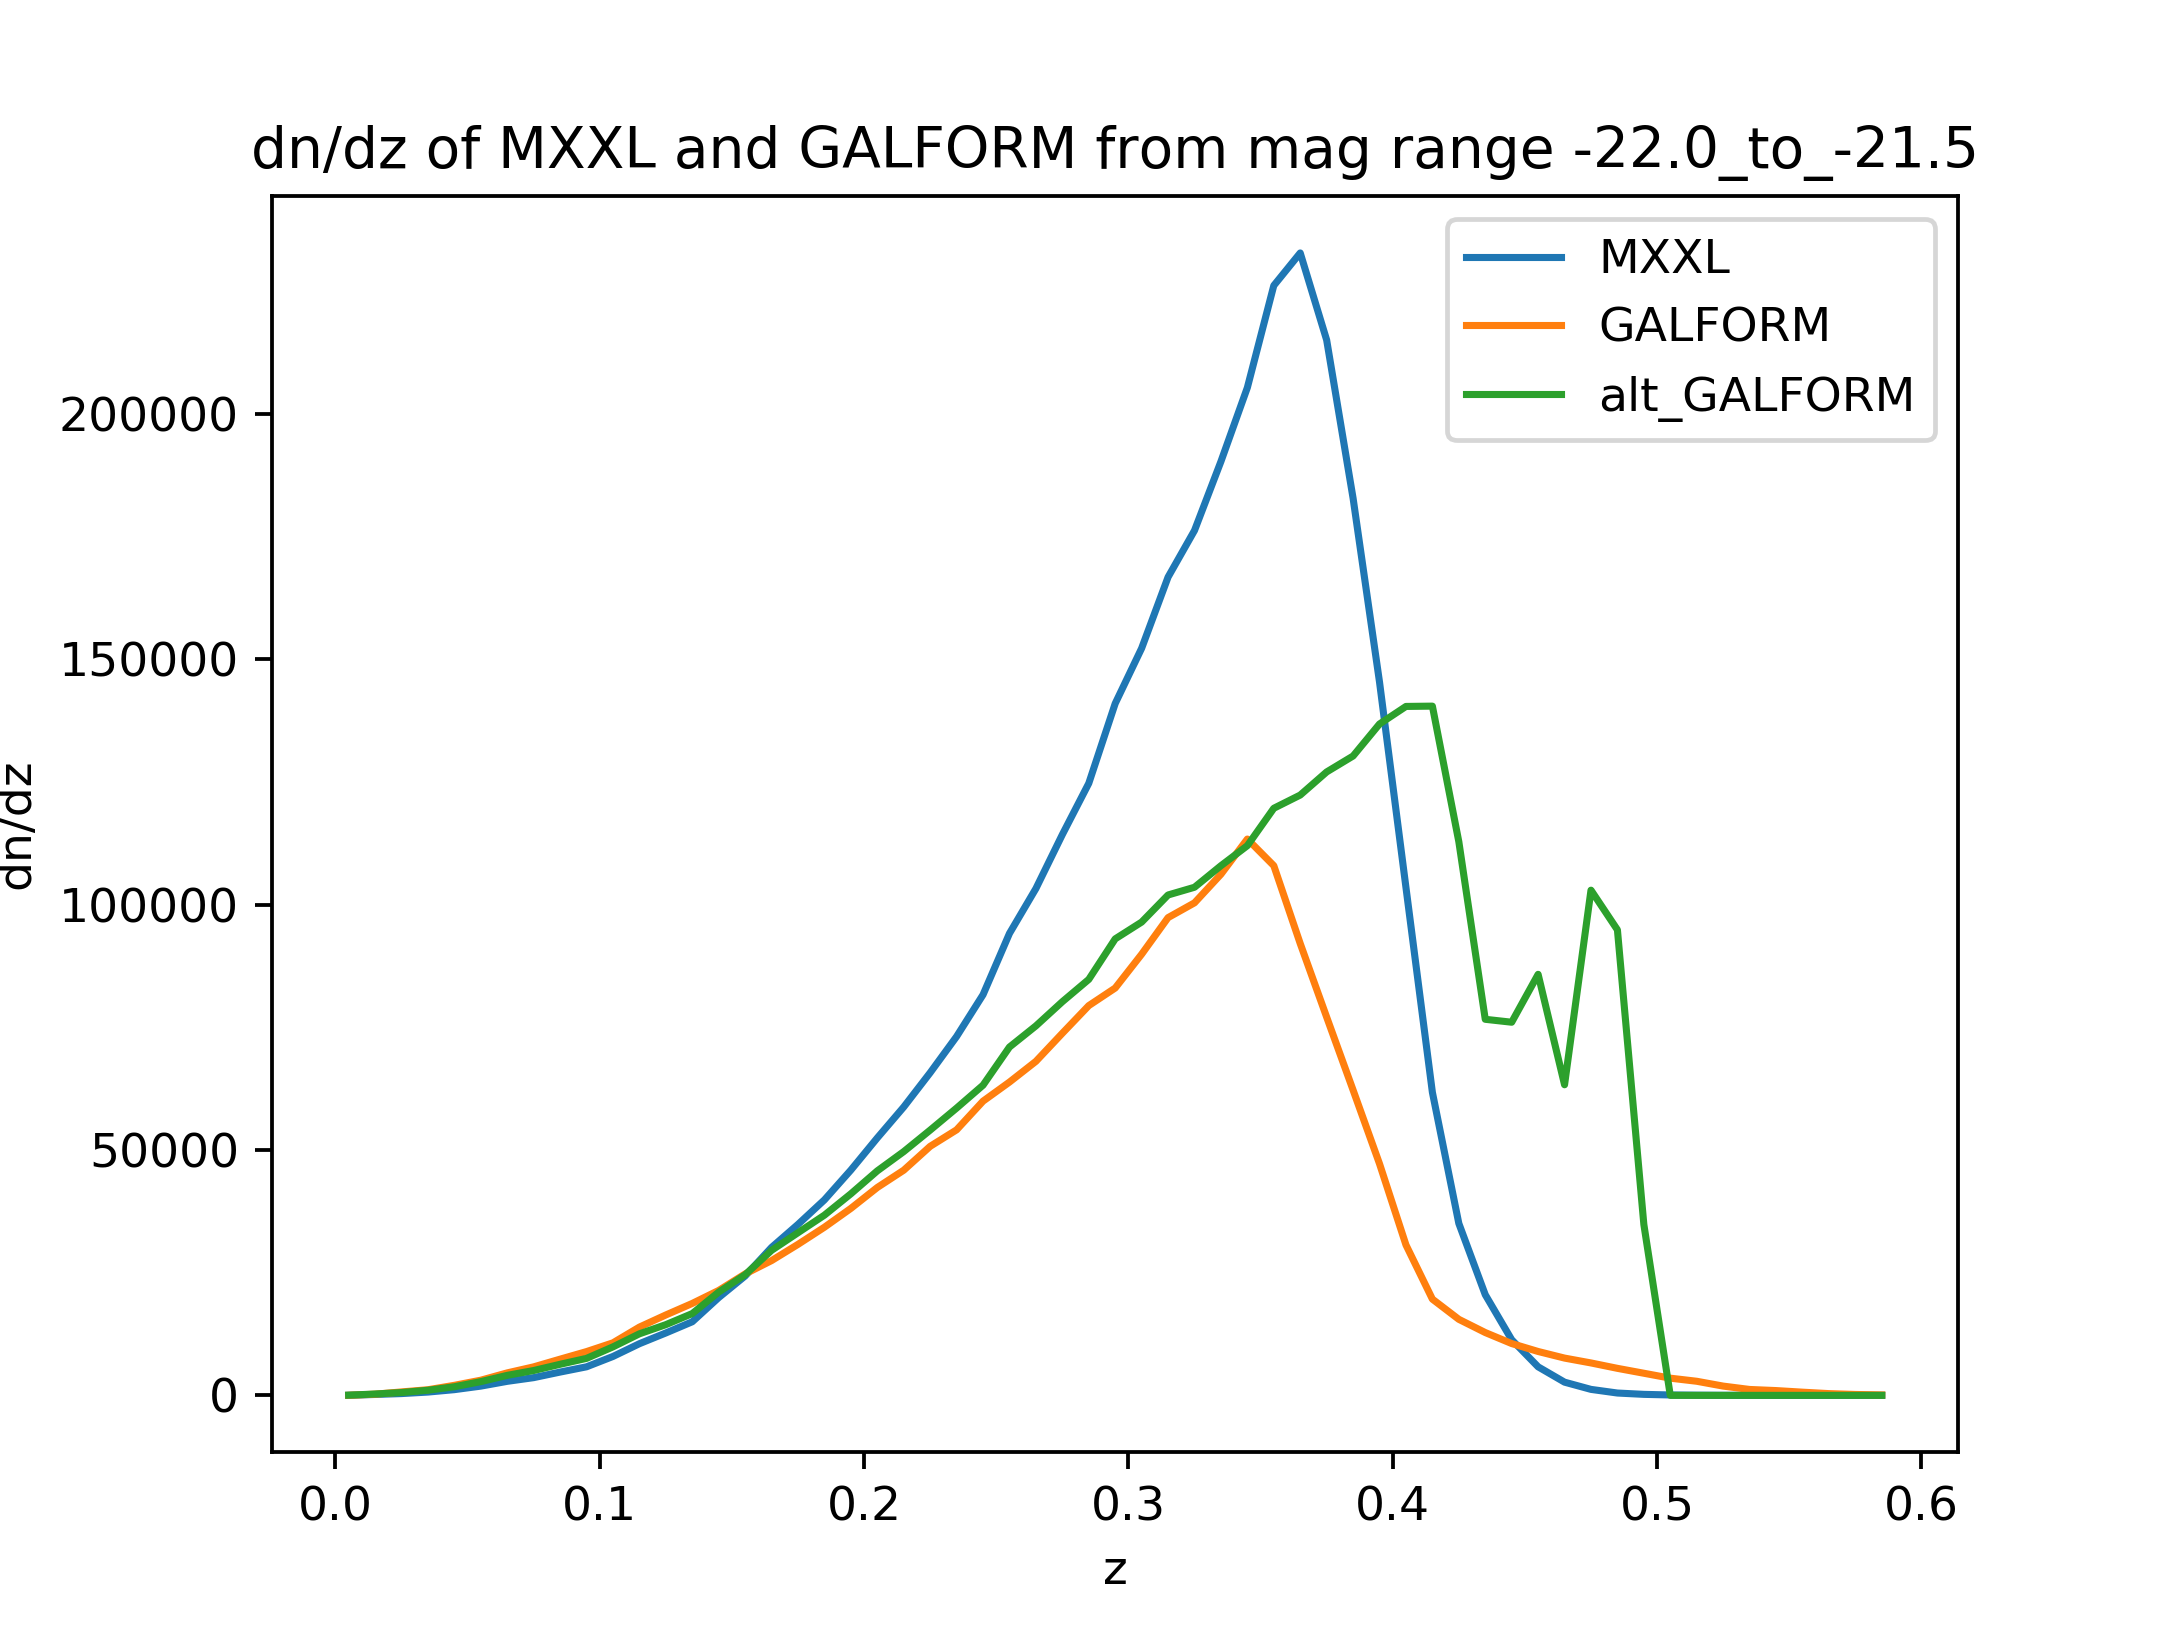 dn/dz of MXXL and GALFORM from mag range -22.0_to_-21.5
MXXL
GALFORM
alt_GALFORM
200000
150000
100000
50000
0
dn/dz
0.0 0.1 0.2 0.3 0.4 0.5 0.6
z